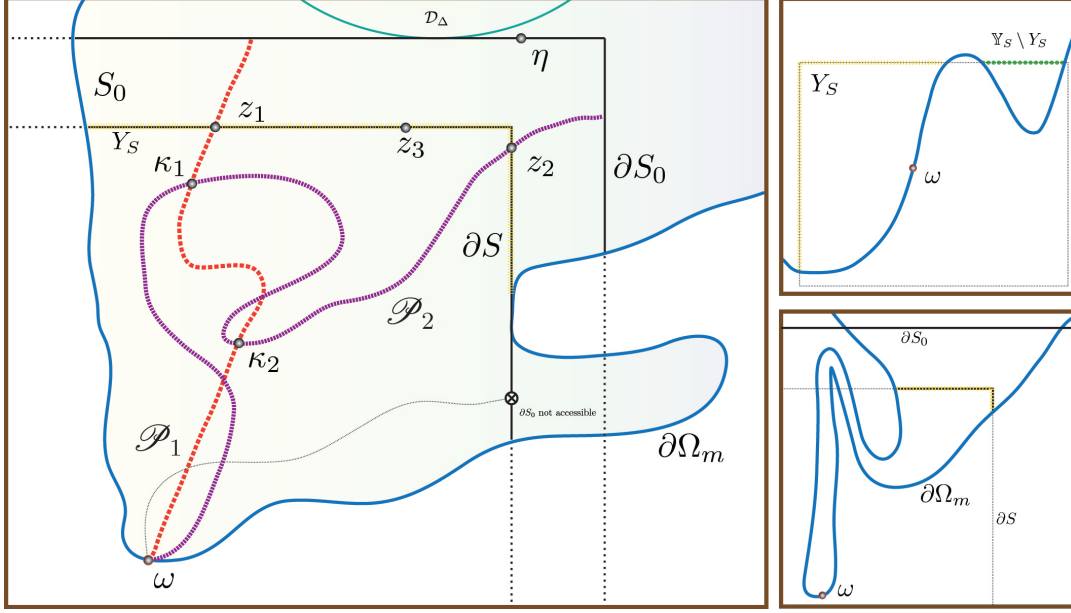 𝒟_Δ
η
S_0
z_1
z_3
Y_S
κ_1
z_2
∂S_0
∂S
𝒫_2
κ_2
∂S_0 not accessible
𝒫_1
∂Ω_m
ω
𝕐_S \ Y_S
Y_S
ω
∂S_0
∂Ω_m
∂S
ω